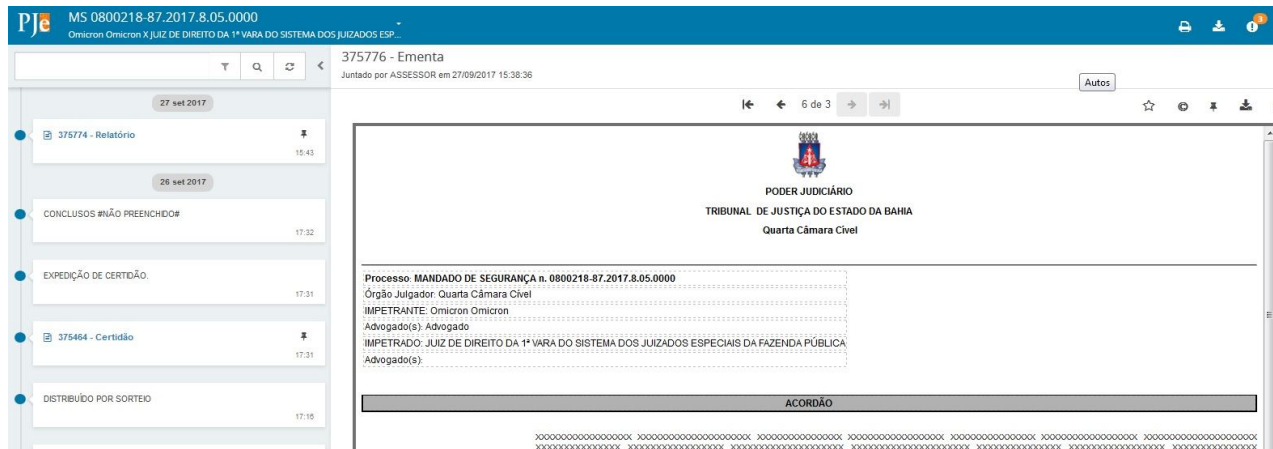 PJe
MS 0800218-87.2017.8.05.0000
Omicron Omicron X JUIZ DE DIREITO DA 1ª VARA DO SISTEMA DOS JUIZADOS ESP...
3
375776 - Ementa
Juntado por ASSESSOR em 27/09/2017 15:38:36
Autos
6 de 3
27 set 2017
375774 - Relatório
15:43
26 set 2017
CONCLUSOS #NÃO PREENCHIDO#
17:32
EXPEDIÇÃO DE CERTIDÃO.
17:31
375464 - Certidão
17:31
DISTRIBUÍDO POR SORTEIO
17:16
PODER JUDICIÁRIO
TRIBUNAL DE JUSTIÇA DO ESTADO DA BAHIA
Quarta Câmara Cível
Processo: MANDADO DE SEGURANÇA n. 0800218-87.2017.8.05.0000
Órgão Julgador: Quarta Câmara Cível
IMPETRANTE: Omicron Omicron
Advogado(s): Advogado
IMPETRADO: JUIZ DE DIREITO DA 1ª VARA DO SISTEMA DOS JUIZADOS ESPECIAIS DA FAZENDA PÚBLICA
Advogado(s):
ACORDÃO